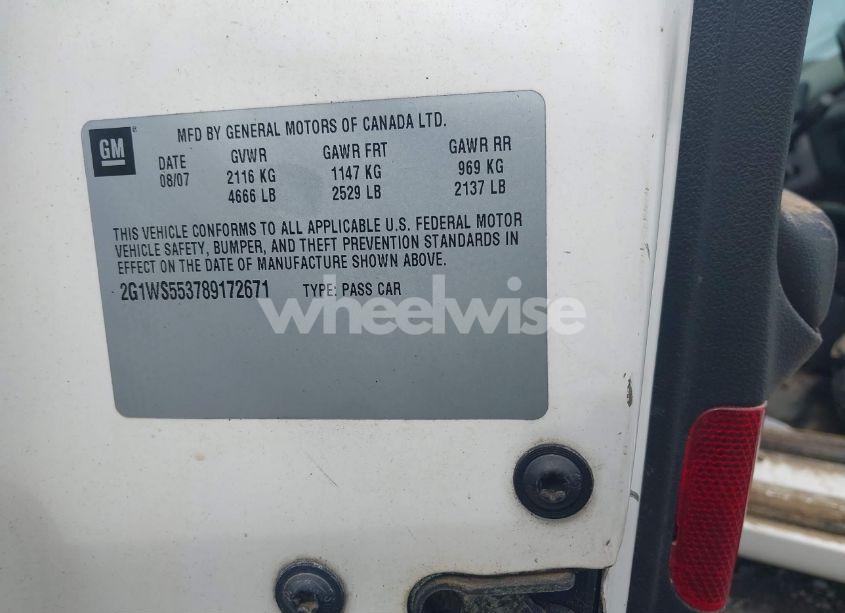 GM
MFD BY GENERAL MOTORS OF CANADA LTD.
DATE GVWR GAWR FRT GAWR RR
08/07 2116 KG 1147 KG 969 KG
4666 LB 2529 LB 2137 LB
THIS VEHICLE CONFORMS TO ALL APPLICABLE U.S. FEDERAL MOTOR
VEHICLE SAFETY, BUMPER, AND THEFT PREVENTION STANDARDS IN
EFFECT ON THE DATE OF MANUFACTURE SHOWN ABOVE.
2G1WS553789172671 TYPE: PASS CAR
wheelwise